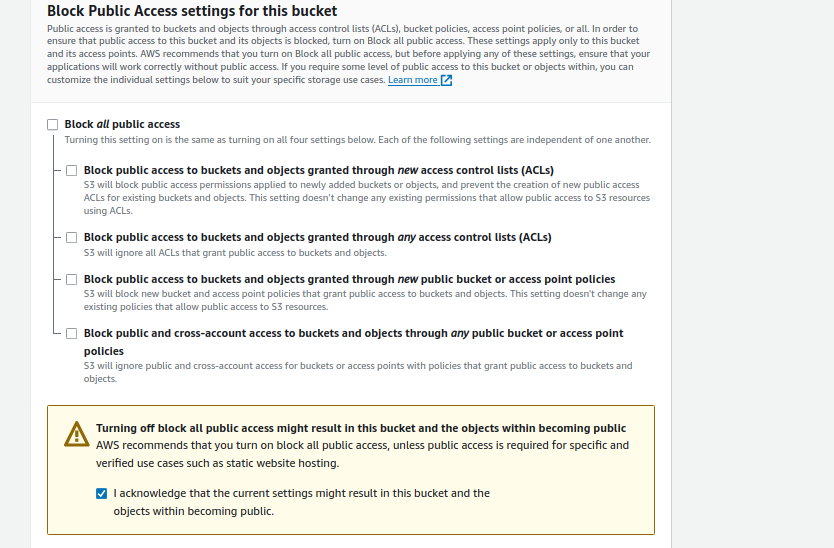 Block Public Access settings for this bucket
Public access is granted to buckets and objects through access control lists (ACLs), bucket policies, access point policies, or all. In order to
ensure that public access to this bucket and its objects is blocked, turn on Block all public access. These settings apply only to this bucket
and its access points. AWS recommends that you turn on Block all public access, but before applying any of these settings, ensure that your
applications will work correctly without public access. If you require some level of public access to this bucket or objects within, you can
customize the individual settings below to suit your specific storage use cases. Learn more
Block all public access
Turning this setting on is the same as turning on all four settings below. Each of the following settings are independent of one another.
Block public access to buckets and objects granted through new access control lists (ACLs)
S3 will block public access permissions applied to newly added buckets or objects, and prevent the creation of new public access
ACLs for existing buckets and objects. This setting doesn't change any existing permissions that allow public access to S3 resources
using ACLs.
Block public access to buckets and objects granted through any access control lists (ACLs)
S3 will ignore all ACLs that grant public access to buckets and objects.
Block public access to buckets and objects granted through new public bucket or access point policies
S3 will block new bucket and access point policies that grant public access to buckets and objects. This setting doesn't change any
existing policies that allow public access to S3 resources.
Block public and cross-account access to buckets and objects through any public bucket or access point
policies
S3 will ignore public and cross-account access for buckets or access points with policies that grant public access to buckets and
objects.
Turning off block all public access might result in this bucket and the objects within becoming public
AWS recommends that you turn on block all public access, unless public access is required for specific and
verified use cases such as static website hosting.
I acknowledge that the current settings might result in this bucket and the
objects within becoming public.